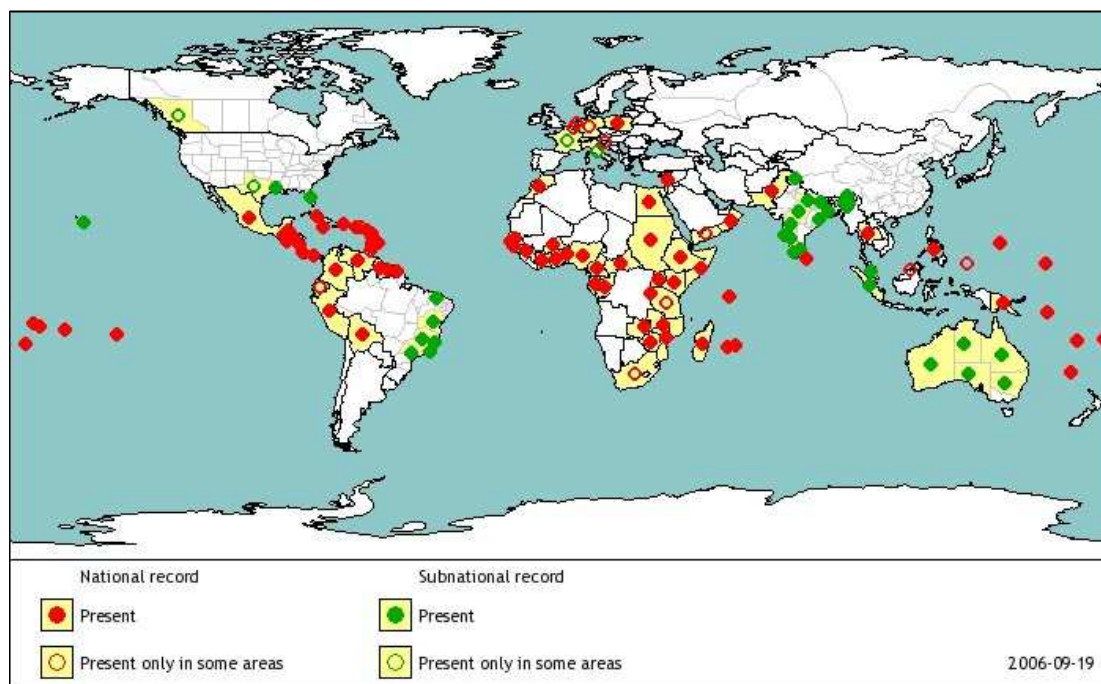 National record
Subnational record
Present
Present
Present only in some areas
Present only in some areas
2006-09-19